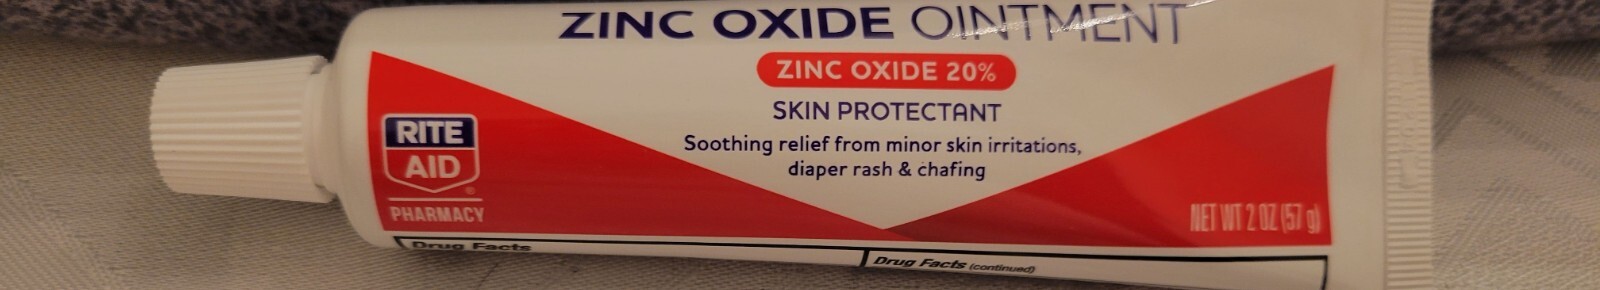 ZINC OXIDE OINTMENT
ZINC OXIDE 20%
SKIN PROTECTANT
Soothing relief from minor skin irritations,
diaper rash & chafing
RITE
AID
®
PHARMACY
NET WT 2 OZ (57 g)
Drug Facts
Drug Facts (continued)